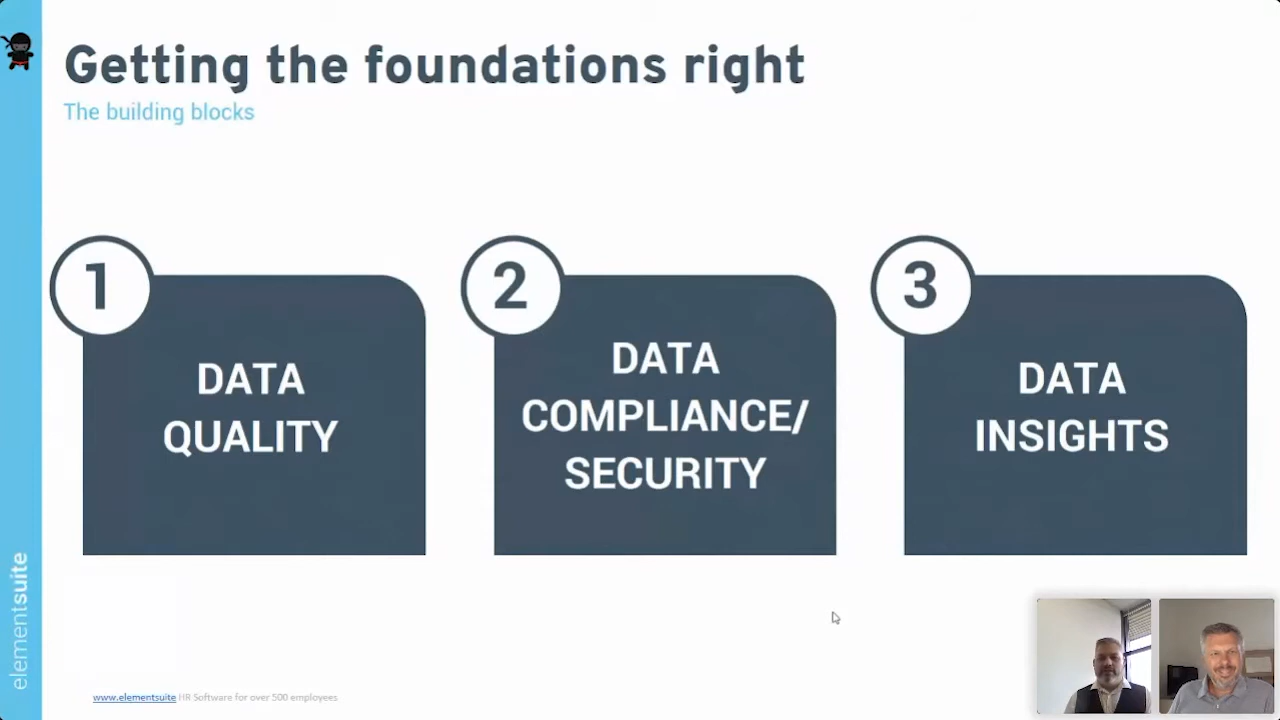 Getting the foundations right
The building blocks
1
DATA
QUALITY
2
DATA
COMPLIANCE/
SECURITY
3
DATA
INSIGHTS
elementsuite
www.elementsuite HR Software for over 500 employees